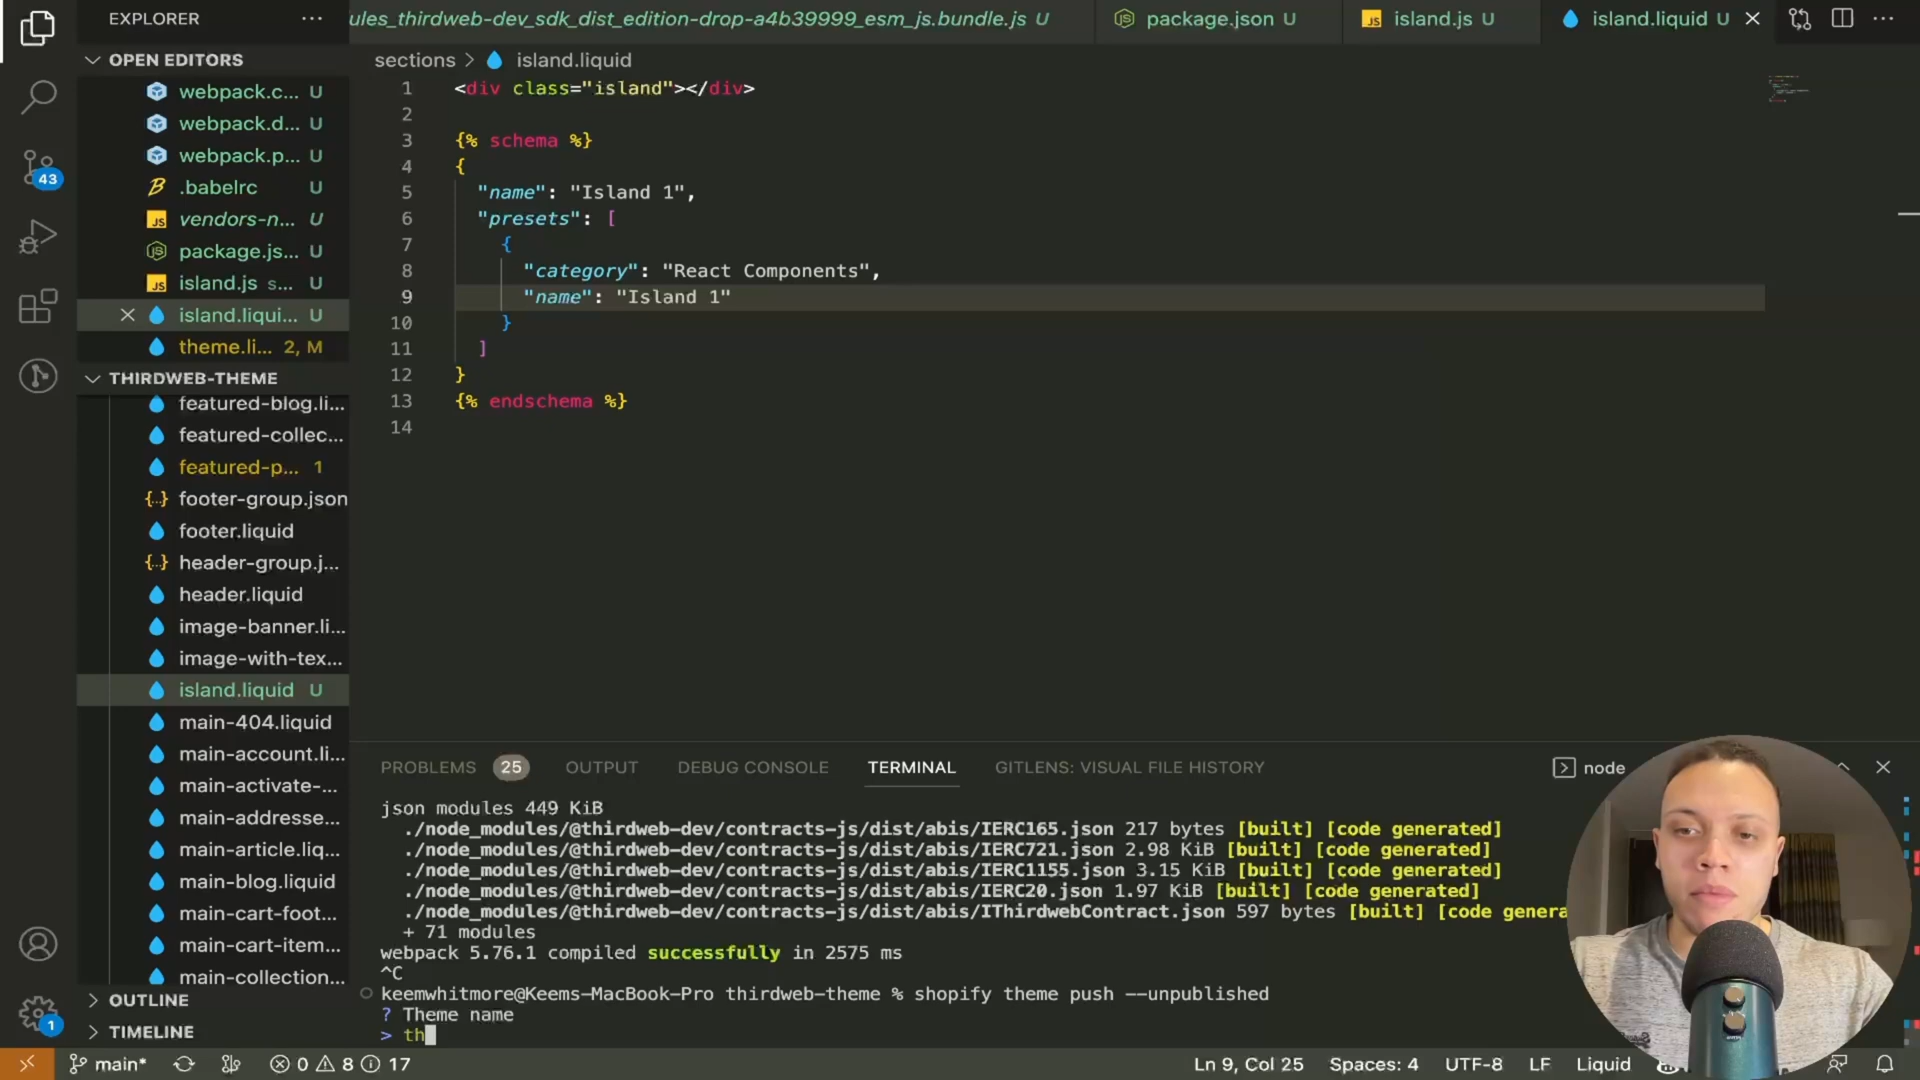 EXPLORER ...
ules_thirdweb-dev_sdk_dist_edition-drop-a4b39999_esm_js.bundle.js U
package.json U
JS island.js U
island.liquid U
OPEN EDITORS
webpack.c... U
webpack.d... U
webpack.p... U
.babelrc U
JS vendors-n... U
package.js... U
JS island.js s... U
island.liqui... U
theme.li... 2, M
43
THIRDWEB-THEME
featured-blog.li...
featured-collec...
featured-p... 1
{..} footer-group.json
footer.liquid
{..} header-group.j...
header.liquid
image-banner.li...
image-with-tex...
island.liquid U
main-404.liquid
main-account.li...
main-activate-...
main-addresse...
main-article.liq...
main-blog.liquid
main-cart-foot...
main-cart-item...
main-collection...
OUTLINE
TIMELINE
1
sections > island.liquid
1 <div class="island"></div>
2
3 {% schema %}
4 {
5 "name": "Island 1",
6 "presets": [
7 {
8 "category": "React Components",
9 "name": "Island 1"
10 }
11 ]
12 }
13 {% endschema %}
14
PROBLEMS 25 OUTPUT DEBUG CONSOLE TERMINAL GITLENS: VISUAL FILE HISTORY node
json modules 449 KiB
./node_modules/@thirdweb-dev/contracts-js/dist/abis/IERC165.json 217 bytes [built] [code generated]
./node_modules/@thirdweb-dev/contracts-js/dist/abis/IERC721.json 2.98 KiB [built] [code generated]
./node_modules/@thirdweb-dev/contracts-js/dist/abis/IERC1155.json 3.15 KiB [built] [code generated]
./node_modules/@thirdweb-dev/contracts-js/dist/abis/IERC20.json 1.97 KiB [built] [code generated]
./node_modules/@thirdweb-dev/contracts-js/dist/abis/IThirdwebContract.json 597 bytes [built] [code genera
+ 71 modules
webpack 5.76.1 compiled successfully in 2575 ms
^C
keemwhitmore@Keems-MacBook-Pro thirdweb-theme % shopify theme push --unpublished
? Theme name
> th
main* 0 8 17 Ln 9, Col 25 Spaces: 4 UTF-8 LF Liquid